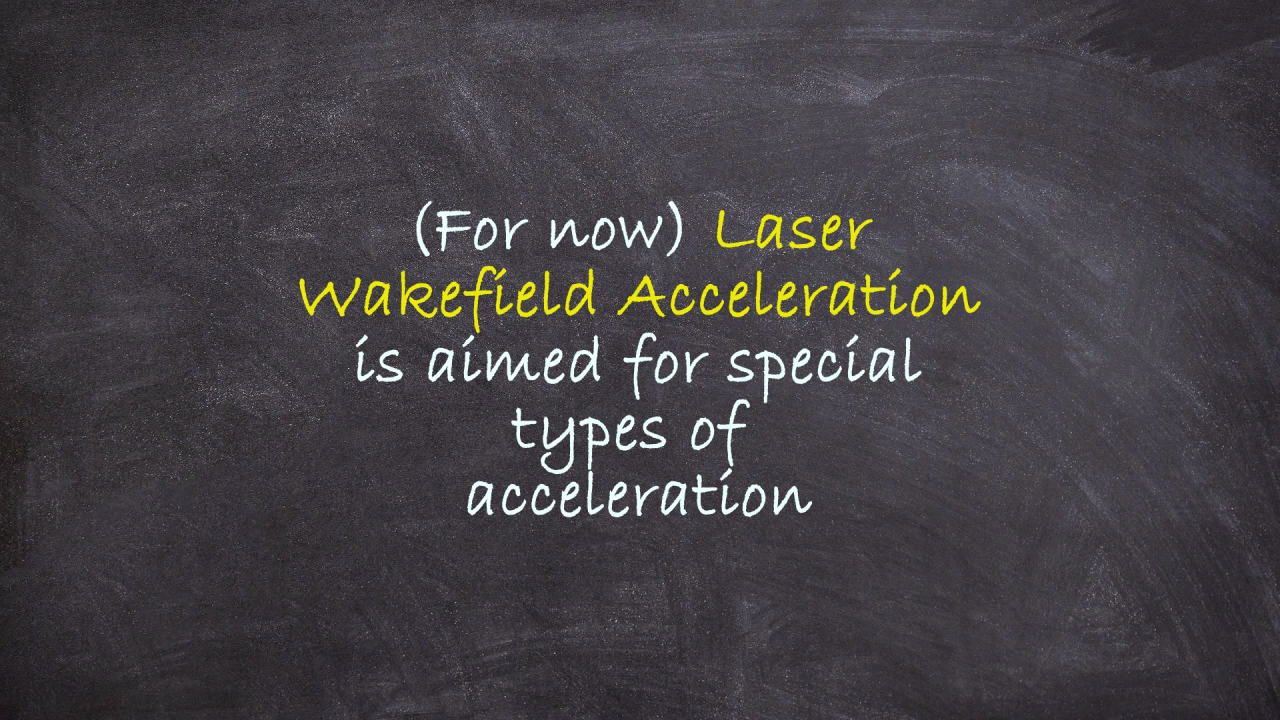 (For now) Laser
Wakefield Acceleration
is aimed for special
types of
acceleration